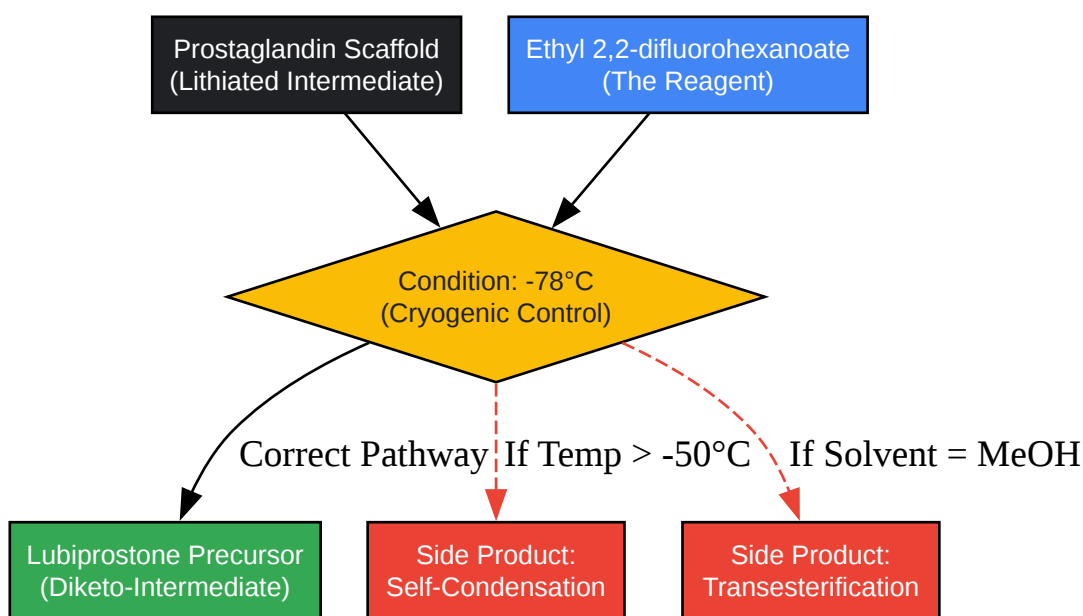 Prostaglandin Scaffold
(Lithiated Intermediate)
Ethyl 2,2-difluorohexanoate
(The Reagent)
Condition: -78°C
(Cryogenic Control)
Correct Pathway
If Temp > -50°C
If Solvent = MeOH
Lubiprostone Precursor
(Diketo-Intermediate)
Side Product:
Self-Condensation
Side Product:
Transesterification